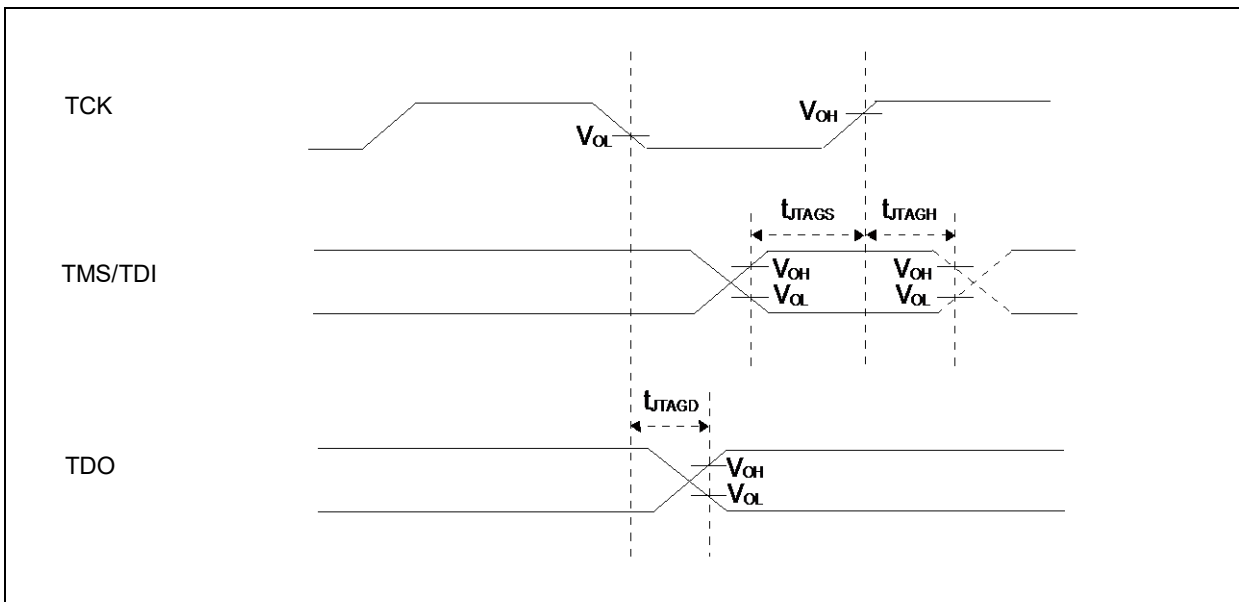 TCK
VOL
VOH
tJTAGS tJTAGH
TMS/TDI
VOH VOH
VOL VOL
tJTAGD
TDO
VOH
VOL